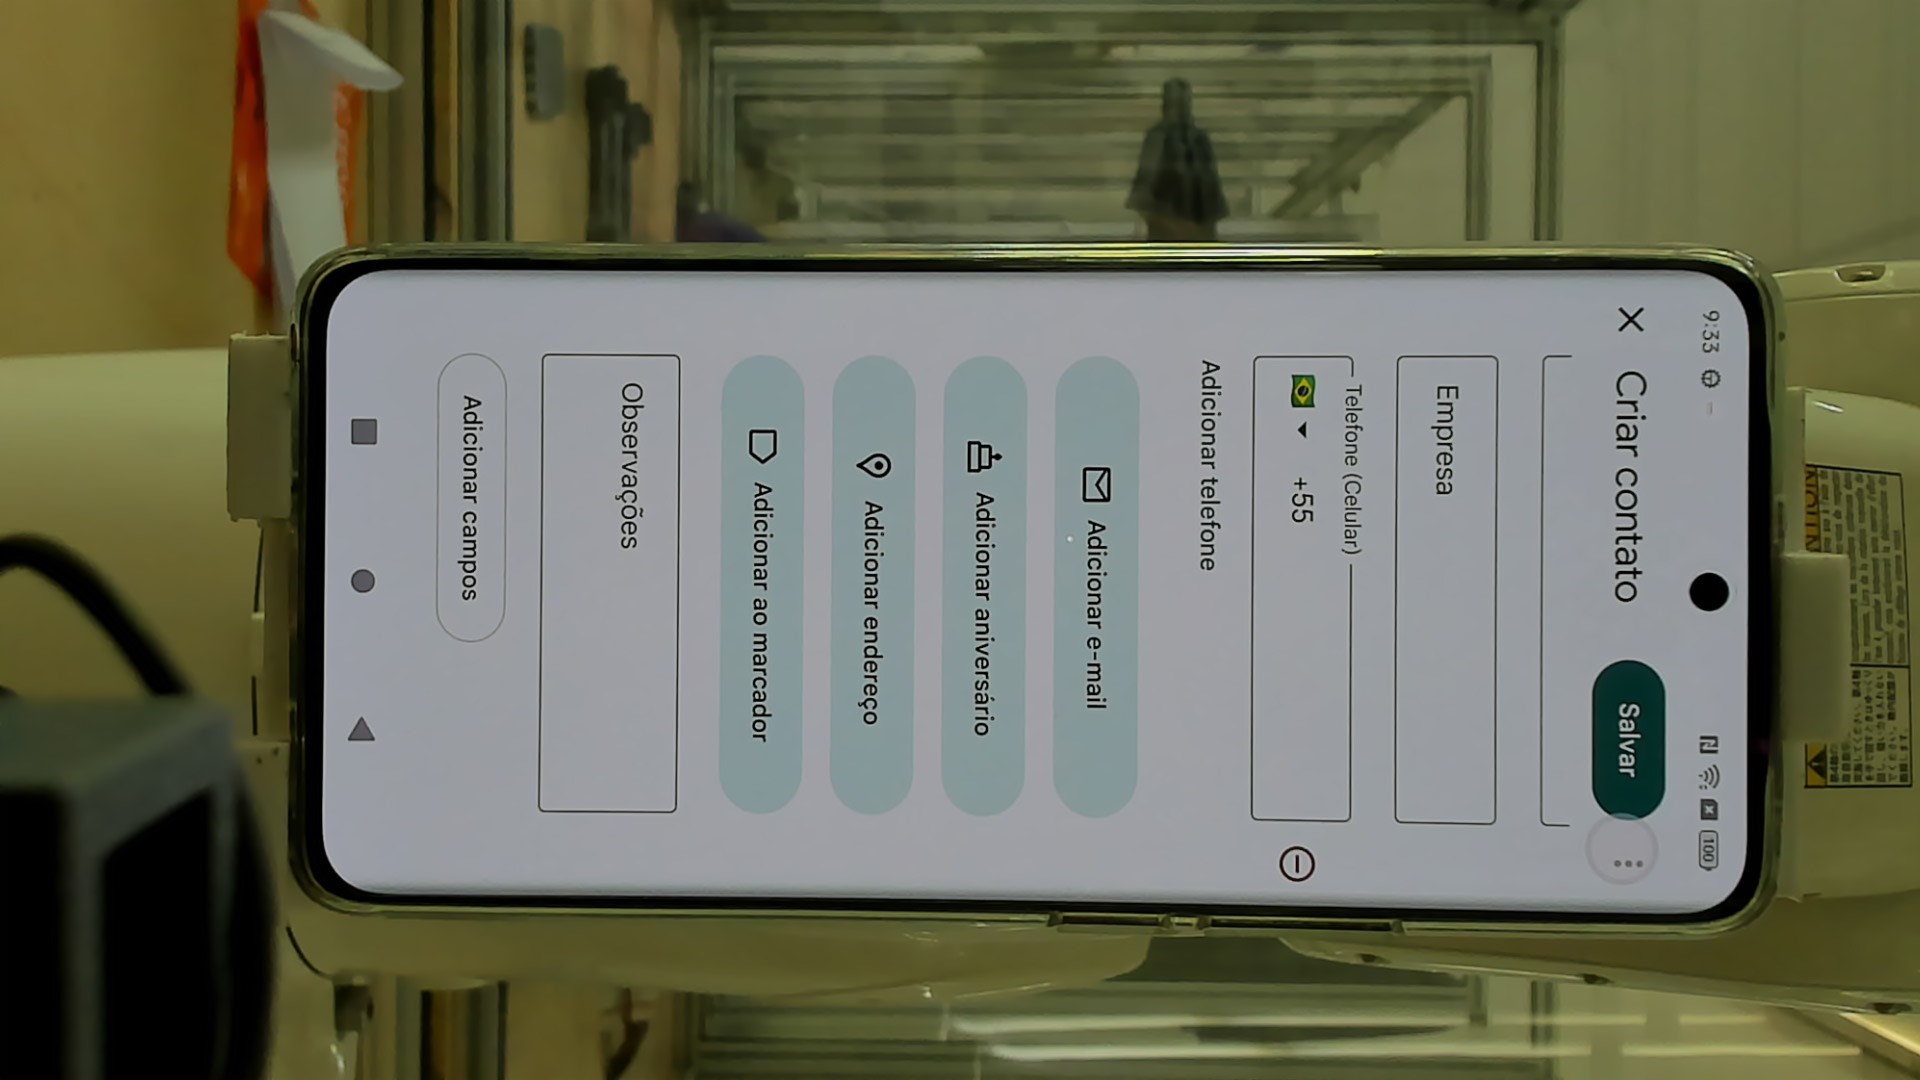 9:33
100
Criar contato
Salvar
Empresa
Telefone (Celular)
+55
Adicionar telefone
Adicionar e-mail
Adicionar aniversário
Adicionar endereço
Adicionar ao marcador
Observações
Adicionar campos